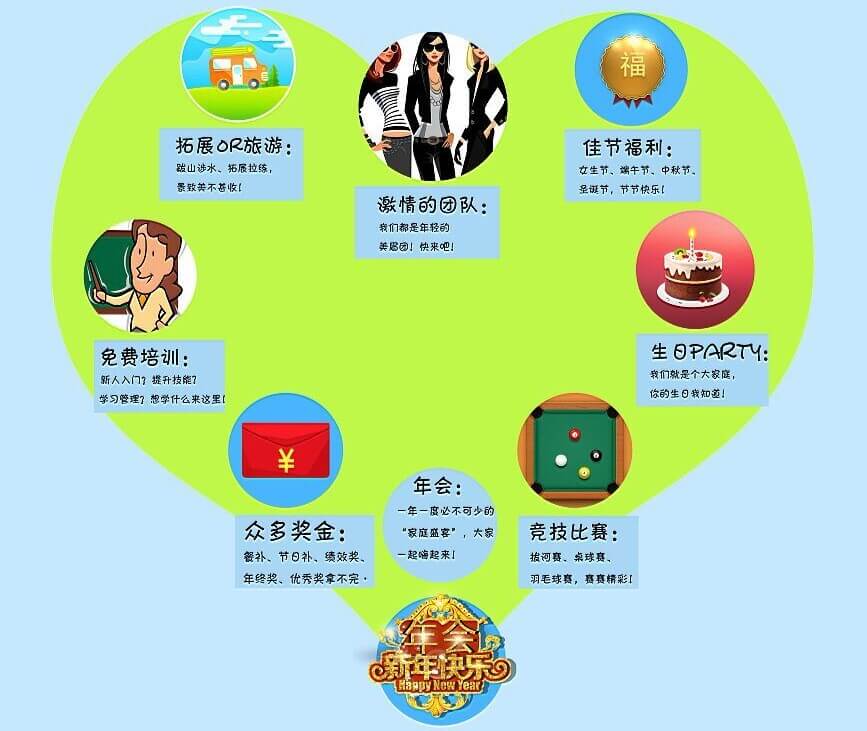 福
拓展OR旅游：
跋山涉水、拓展拉练，
景致美不甚收！
激情的团队：
我们都是年轻的
美眉团！快来吧！
佳节福利：
女生节、端午节、中秋节、
圣诞节，节节快乐！
免费培训：
新人入门？提升技能？
学习管理？想学什么来这里！
生日PARTY：
我们就是个大家庭，
你的生日我知道！
¥
众多奖金：
餐补、节日补、绩效奖、
年终奖、优秀奖拿不完·
年会：
一年一度必不可少的
“家庭盛客”，大家
一起嗨起来！
竞技比赛：
拔河赛、桌球赛、
羽毛球赛，赛赛精彩！
年会
新年快乐
Happy New Year